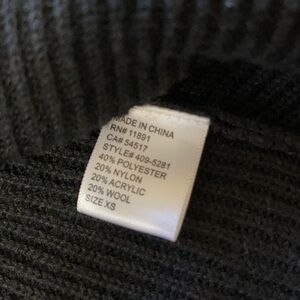 MADE IN CHINA
RN# 11891
CA# 54517
STYLE# 409-5281
40% POLYESTER
20% NYLON
20% ACRYLIC
20% WOOL
SIZE XS